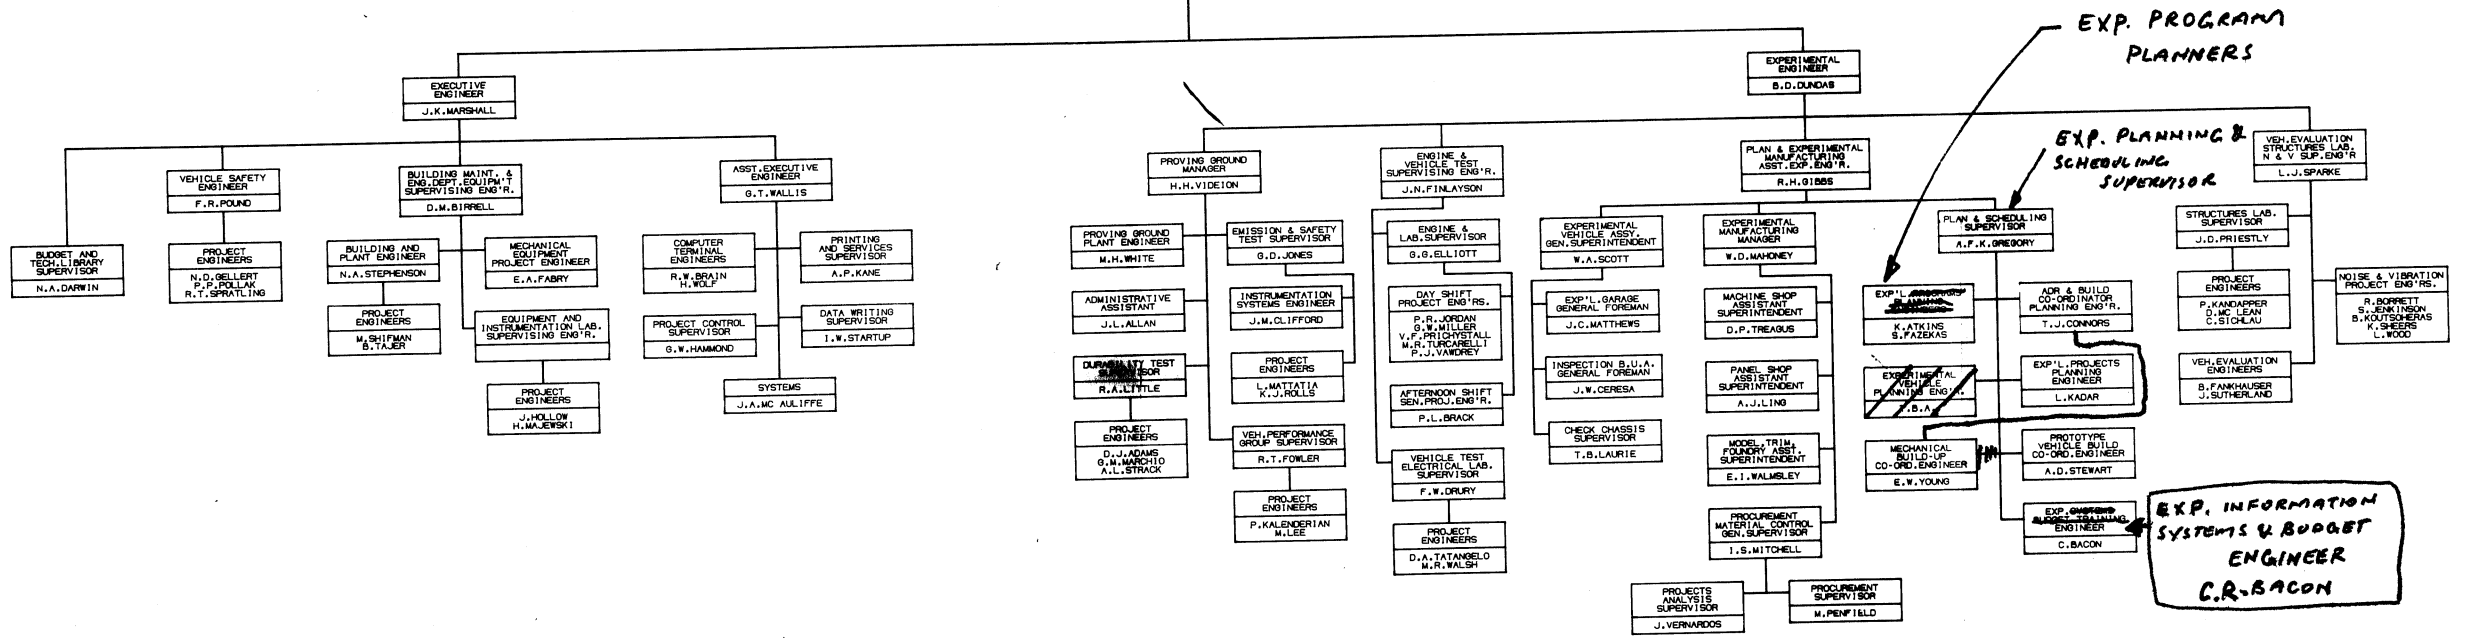 EXP. PROGRAM
PLANNERS
EXECUTIVE
ENGINEER
J.K.MARSHALL
EXPERIMENTAL
ENGINEER
B.D.DUNDAS
BUDGET AND
TECH.LIBRARY
SUPERVISOR
N.A.DARWIN
VEHICLE SAFETY
ENGINEER
F.R.POUND
PROJECT
ENGINEERS
N.D.GELLERT
P.P.POLLAK
R.T.SPRATLING
BUILDING MAINT. &
ENG.DEPT.EQUIPM'T
SUPERVISING ENG'R.
D.M.BIRRELL
BUILDING AND
PLANT ENGINEER
N.A.STEPHENSON
PROJECT
ENGINEERS
M.SHIFMAN
B.TAJER
MECHANICAL
EQUIPMENT
PROJECT ENGINEER
E.A.FABRY
EQUIPMENT AND
INSTRUMENTATION LAB.
SUPERVISING ENG'R.
PROJECT
ENGINEERS
J.HOLLOW
H.MAJEWSKI
ASST.EXECUTIVE
ENGINEER
G.T.WALLIS
COMPUTER
TERMINAL
ENGINEERS
R.W.BRAIN
H.WOLF
PRINTING
AND SERVICES
SUPERVISOR
A.P.KANE
PROJECT CONTROL
SUPERVISOR
G.W.HAMMOND
DATA WRITING
SUPERVISOR
I.W.STARTUP
SYSTEMS
J.A.MC AULIFFE
PROVING GROUND
MANAGER
H.H.VIDEION
PROVING GROUND
PLANT ENGINEER
M.H.WHITE
ADMINISTRATIVE
ASSISTANT
J.L.ALLAN
DURABILITY TEST
SUPERVISOR
R.A.LITTLE
PROJECT
ENGINEERS
D.J.ADAMS
G.M.MARCHIO
A.L.STRACK
EMISSION & SAFETY
TEST SUPERVISOR
G.D.JONES
INSTRUMENTATION
SYSTEMS ENGINEER
J.M.CLIFFORD
PROJECT
ENGINEERS
L.MATTATIA
K.J.ROLLS
VEH.PERFORMANCE
GROUP SUPERVISOR
R.T.FOWLER
PROJECT
ENGINEERS
P.KALENDERIAN
M.LEE
ENGINE &
VEHICLE TEST
SUPERVISING ENG'R.
J.N.FINLAYSON
ENGINE &
LAB.SUPERVISOR
G.G.ELLIOTT
DAY SHIFT
PROJECT ENG'RS.
P.R.JORDAN
G.W.MILLER
V.F.PRICHYSTALL
M.R.TURCARELLI
P.J.VAWDREY
AFTERNOON SHIFT
SEN.PROJ.ENG'R.
P.L.BRACK
VEHICLE TEST
ELECTRICAL LAB.
SUPERVISOR
F.W.DRURY
PROJECT
ENGINEERS
D.A.TATANGELO
M.R.WALSH
PLAN & EXPERIMENTAL
MANUFACTURING
ASST.EXP.ENG'R.
R.H.GIBBS
EXPERIMENTAL
VEHICLE ASSY.
GEN.SUPERINTENDENT
W.A.SCOTT
EXP'L.GARAGE
GENERAL FOREMAN
J.C.MATTHEWS
INSPECTION B.U.A.
GENERAL FOREMAN
J.W.CERESA
CHECK CHASSIS
SUPERVISOR
T.B.LAURIE
EXPERIMENTAL
MANUFACTURING
MANAGER
W.D.MAHONEY
MACHINE SHOP
ASSISTANT
SUPERINTENDENT
D.P.TREAGUS
PANEL SHOP
ASSISTANT
SUPERINTENDENT
A.J.LING
MODEL,TRIM,
FOUNDRY ASST.
SUPERINTENDENT
E.I.WALMSLEY
PROCUREMENT
MATERIAL CONTROL
GEN.SUPERVISOR
I.S.MITCHELL
PROJECTS
ANALYSIS
SUPERVISOR
J.VERNARDOS
PROCUREMENT
SUPERVISOR
M.PENFIELD
EXP. PLANNING &
SCHEDULING
SUPERVISOR
PLAN & SCHEDULING
SUPERVISOR
A.F.K.GREGORY
EXP'L.
K.ATKINS
S.FAZEKAS
ADR & BUILD
CO-ORDINATOR
PLANNING ENG'R.
T.J.CONNORS
EXPERIMENTAL
VEHICLE
PLANNING ENG'R.
T.B.A.
EXP'L.PROJECTS
PLANNING
ENGINEER
L.KADAR
MECHANICAL
BUILD-UP
CO-ORD.ENGINEER
E.W.YOUNG
PROTOTYPE
VEHICLE BUILD
CO-ORD.ENGINEER
A.D.STEWART
EXP.SYSTEMS
BUDGET TRAINING
ENGINEER
C.BACON
EXP. INFORMATION
SYSTEMS & BUDGET
ENGINEER
C.R.BACON
VEH.EVALUATION
STRUCTURES LAB.
N & V SUP.ENG'R
L.J.SPARKE
STRUCTURES LAB.
SUPERVISOR
J.D.PRIESTLY
PROJECT
ENGINEERS
P.KANDAPPER
D.MC LEAN
C.SICHLAU
NOISE & VIBRATION
PROJECT ENG'RS.
R.BORRETT
S.JENKINSON
B.KOUTSOHERAS
K.SHEERS
L.WOOD
VEH.EVALUATION
ENGINEERS
B.FANKHAUSER
J.SUTHERLAND